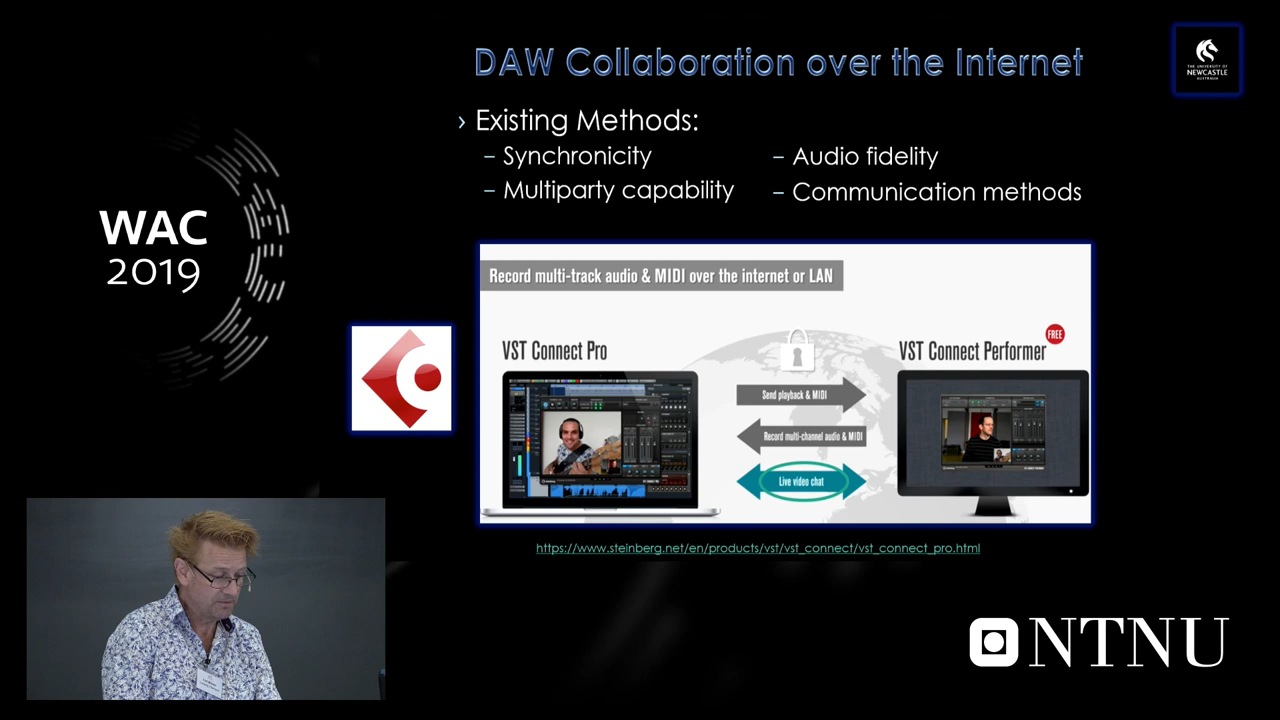 DAW Collaboration over the Internet
THE UNIVERSITY OF
NEWCASTLE
AUSTRALIA
› Existing Methods:
– Synchronicity
– Audio fidelity
– Multiparty capability
– Communication methods
WAC
2019
Record multi-track audio & MIDI over the internet or LAN
VST Connect Pro
VST Connect Performer
FREE
Send playback & MIDI
Record multi-channel audio & MIDI
Live video chat
https://www.steinberg.net/en/products/vst/vst_connect/vst_connect_pro.html
NTNU